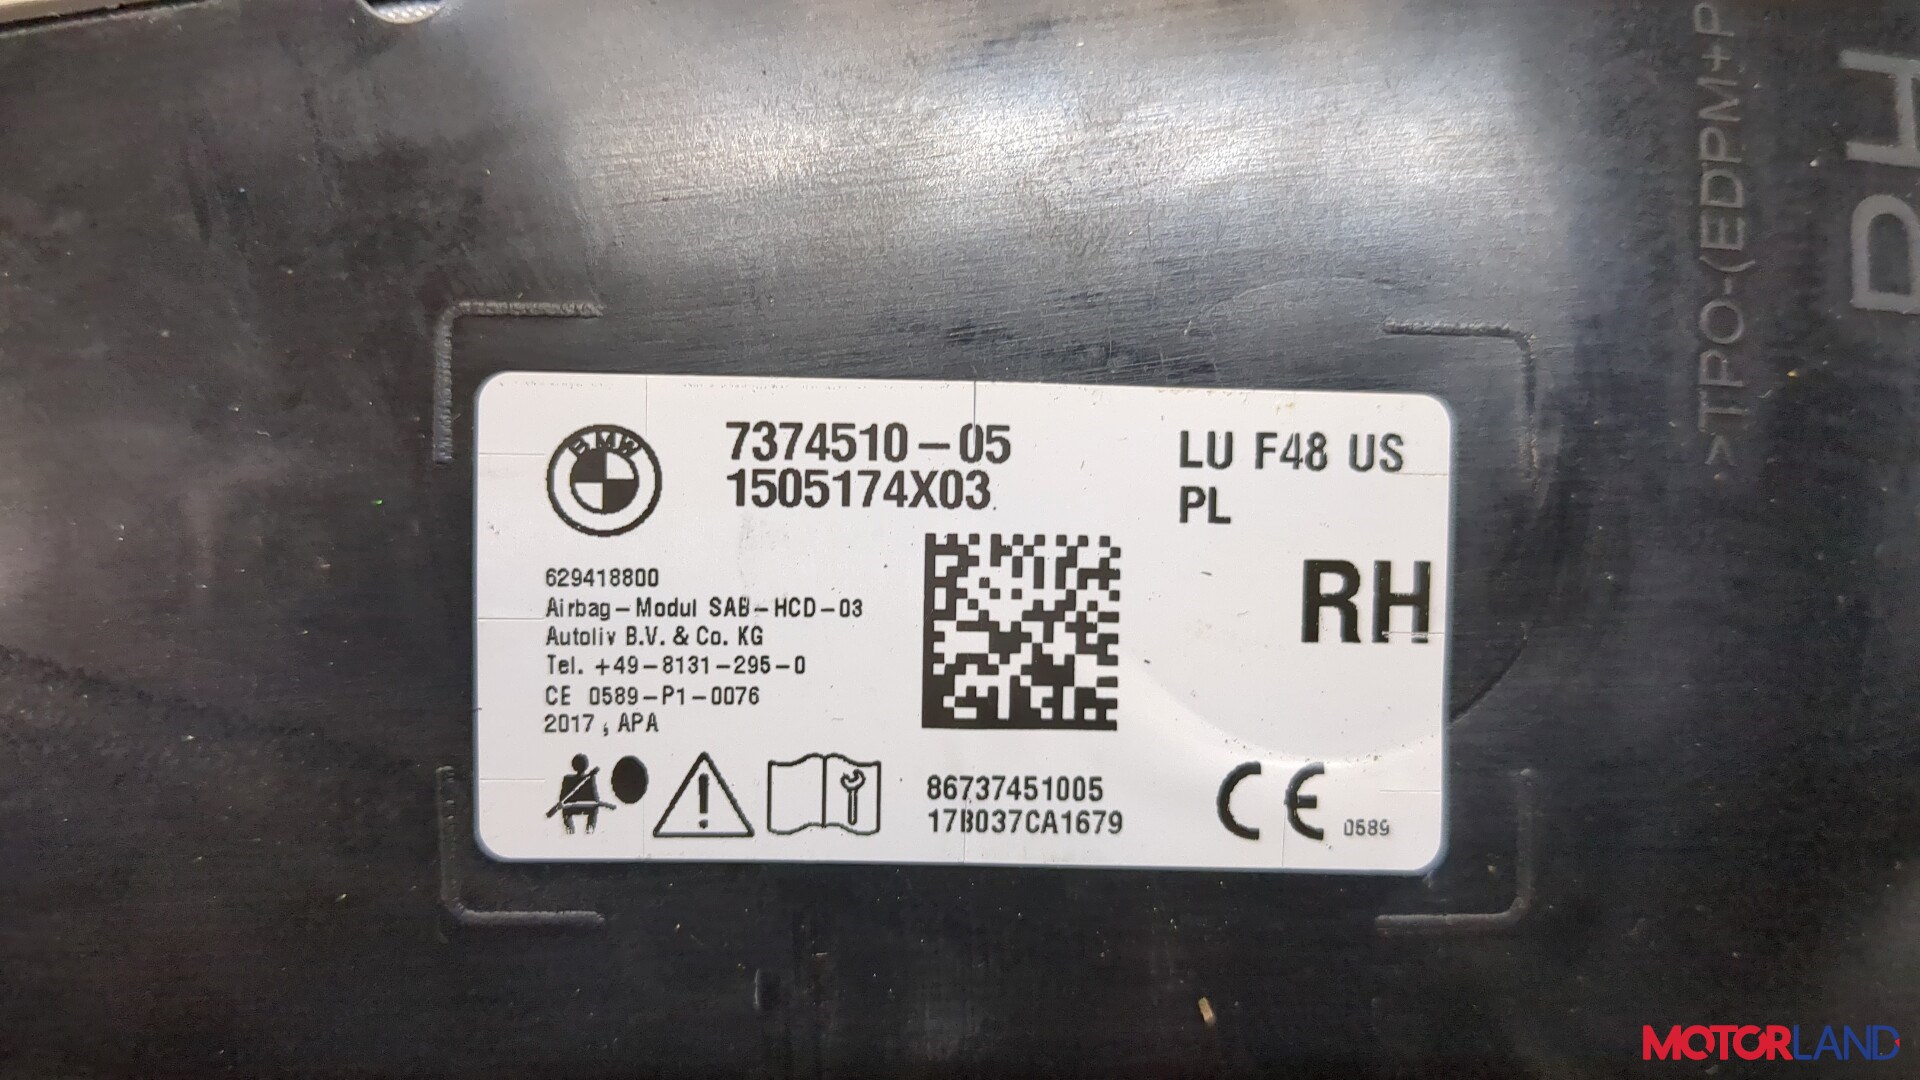 BMW
7374510-05
1505174X03
LU F48 US
PL
RH
629418800
Airbag-Modul SAB-HCD-03
Autoliv B.V. & Co. KG
Tel. +49-8131-295-0
CE 0589-P1-0076
2017, APA
86737451005
17B037CA1679
CE 0589
>TPO-(EDPM+P
RH
MOTORLAND